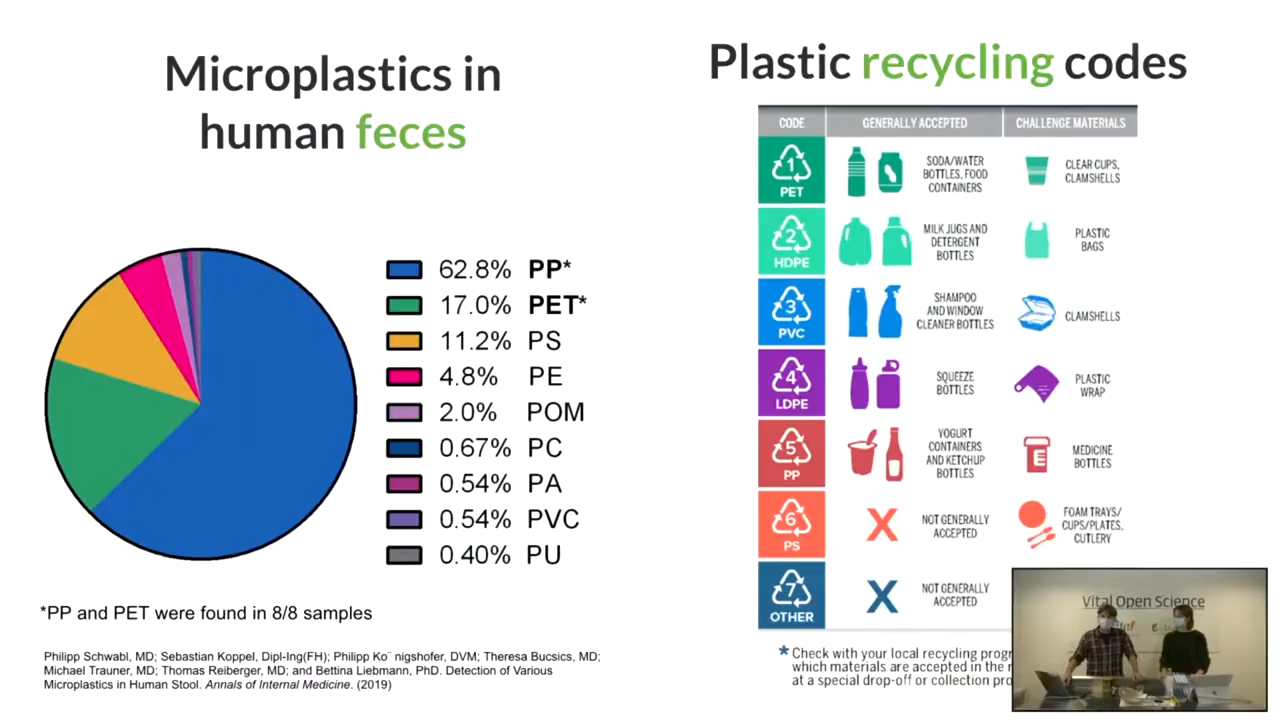 Microplastics in
human feces
62.8% PP*
17.0% PET*
11.2% PS
4.8% PE
2.0% POM
0.67% PC
0.54% PA
0.54% PVC
0.40% PU
*PP and PET were found in 8/8 samples
Philipp Schwabl, MD; Sebastian Koppel, Dipl-Ing(FH); Philipp Ko¨ nigshofer, DVM; Theresa Bucsics, MD;
Michael Trauner, MD; Thomas Reiberger, MD; and Bettina Liebmann, PhD. Detection of Various
Microplastics in Human Stool. Annals of Internal Medicine. (2019)
Plastic recycling codes
CODE GENERALLY ACCEPTED CHALLENGE MATERIALS
1
PET
SODA/WATER
BOTTLES, FOOD
CONTAINERS
CLEAR CUPS,
CLAMSHELLS
2
HDPE
MILK JUGS AND
DETERGENT
BOTTLES
PLASTIC
BAGS
3
PVC
SHAMPOO
AND WINDOW
CLEANER BOTTLES
CLAMSHELLS
4
LDPE
SQUEEZE
BOTTLES
PLASTIC
WRAP
5
PP
YOGURT
CONTAINERS
AND KETCHUP
BOTTLES
MEDICINE
BOTTLES
6
PS
X
NOT GENERALLY
ACCEPTED
FOAM TRAYS/
CUPS/PLATES,
CUTLERY
7
OTHER
X
NOT GENERALLY
ACCEPTED
* Check with your local recycling
which materials are accepted in the
at a special drop-off or collection
Vital Open Science